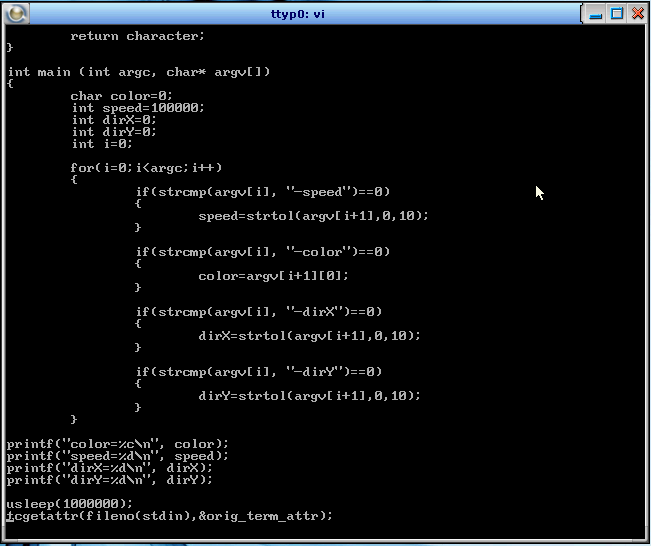 ttyp0: vi
return character;
}
int main (int argc, char* argv[])
{
char color=0;
int speed=100000;
int dirX=0;
int dirY=0;
int i=0;
for(i=0;i<argc;i++)
{
if(strcmp(argv[i], "-speed")==0)
{
speed=strtol(argv[i+1],0,10);
}
if(strcmp(argv[i], "-color")==0)
{
color=argv[i+1][0];
}
if(strcmp(argv[i], "-dirX")==0)
{
dirX=strtol(argv[i+1],0,10);
}
if(strcmp(argv[i], "-dirY")==0)
{
dirY=strtol(argv[i+1],0,10);
}
}
printf("color=%c\n", color);
printf("speed=%d\n", speed);
printf("dirX=%d\n", dirX);
printf("dirY=%d\n", dirY);
usleep(1000000);
tcgetattr(fileno(stdin),&orig_term_attr);